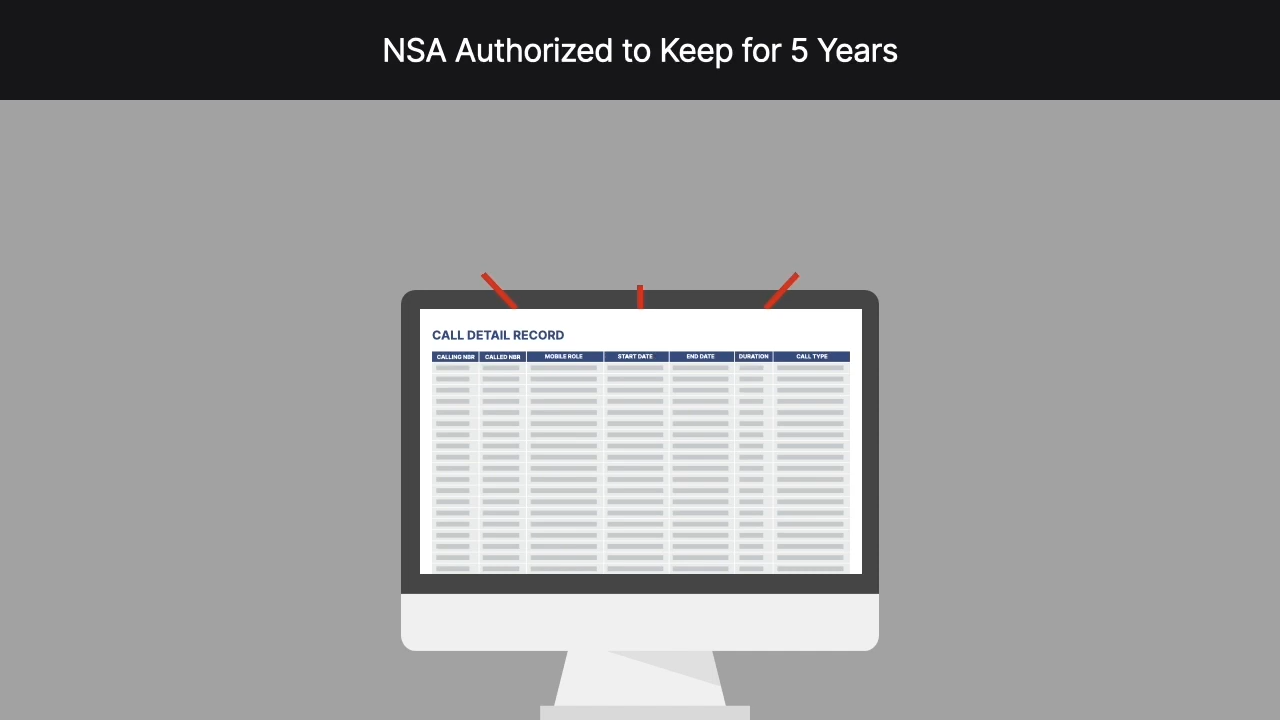 NSA Authorized to Keep for 5 Years
CALL DETAIL RECORD
CALLING NBR CALLED NBR MOBILE ROLE START DATE END DATE DURATION CALL TYPE